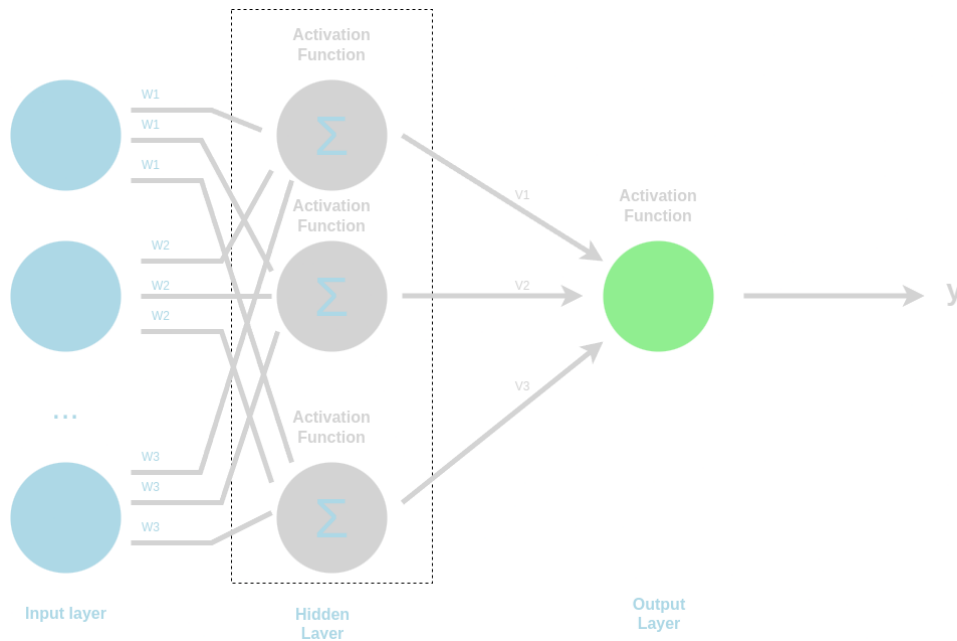 Activation
Function
W1
W1
W1
Σ
V1
Activation
Function
Activation
Function
W2
W2
W2
Σ
V2
y
...
V3
Activation
Function
W3
W3
W3
Σ
Input layer
Hidden
Layer
Output
Layer